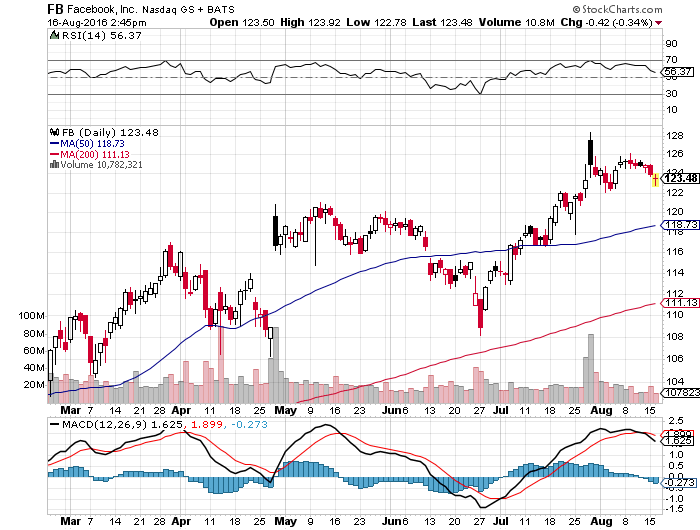 FB Facebook, Inc. Nasdaq GS + BATS
© StockCharts.com
16-Aug-2016 2:45pm
Open 123.50 High 123.92 Low 122.78 Last 123.48 Volume 10.8M Chg -0.42 (-0.34%)
RSI(14) 56.37
90
70
56.37
50
30
10
FB (Daily) 123.48
MA(50) 118.73
MA(200) 111.13
Volume 10,782,321
128
126
124
123.48
122
120
118.73
118
116
114
112
111.13
110
108
106
104
107823
100M
80M
60M
40M
20M
Mar 7 14 21 28 Apr 11 18 25 May 9 16 23 Jun 6 13 20 27 Jul 11 18 25 Aug 8 15
MACD(12,26,9) 1.625, 1.899, -0.273
2.5
1.899
1.625
1.0
0.5
0.0
-0.273
-0.5
-1.0
-1.5
Mar 7 14 21 28 Apr 11 18 25 May 9 16 23 Jun 6 13 20 27 Jul 11 18 25 Aug 8 15